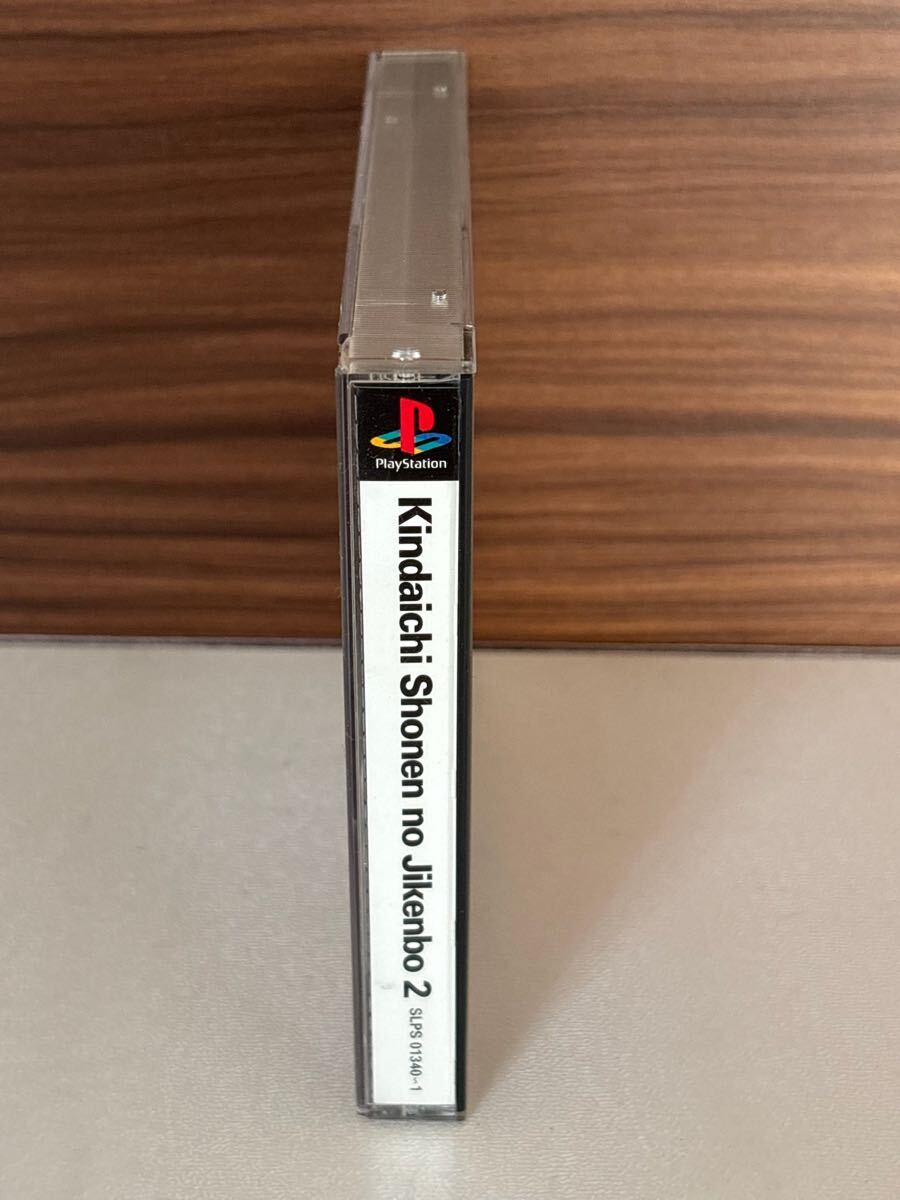 PlayStation
Kindaichi Shonen no Jikenbo 2
SLPS 01340~1